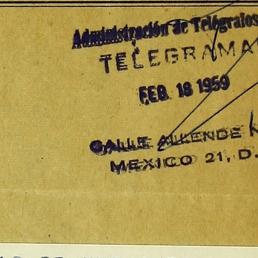 Administración de Telégrafos
TELEGRAMA
FEB 18 1959
CALLE ALLENDE N
MEXICO 21, D.